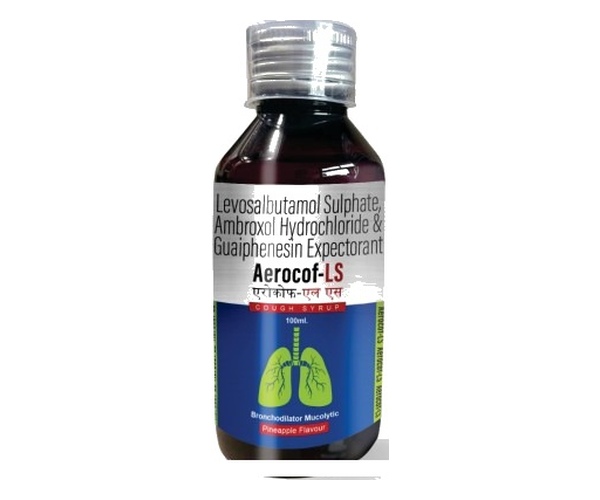 Levosalbutamol Sulphate,
Ambroxol Hydrochloride &
Guaiphenesin Expectorant
Aerocof-LS
एरोकोफ-एल एस
COUGH SYRUP
100ml.
Bronchodilator Mucolytic
Pineapple Flavour